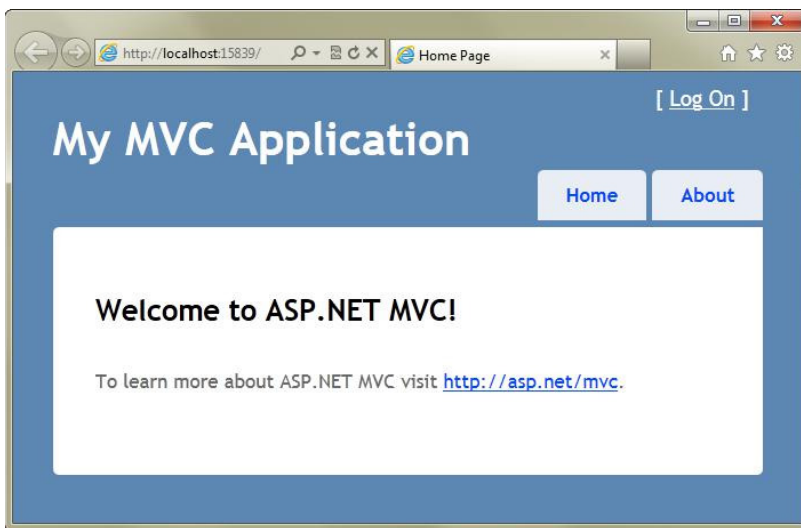 http://localhost:15839/
Home Page
[ Log On ]
My MVC Application
Home
About
Welcome to ASP.NET MVC!
To learn more about ASP.NET MVC visit http://asp.net/mvc.